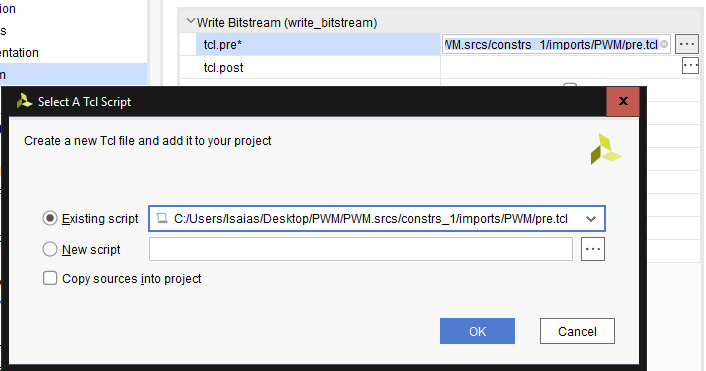 ion
Write Bitstream (write_bitstream)
s
tcl.pre* WM.srcs/constrs_1/imports/PWM/pre.tcl ...
entation
tcl.post ...
m
Select A Tcl Script x
Create a new Tcl file and add it to your project
Existing script C:/Users/Isaias/Desktop/PWM/PWM.srcs/constrs_1/imports/PWM/pre.tcl
New script ...
Copy sources into project
OK Cancel